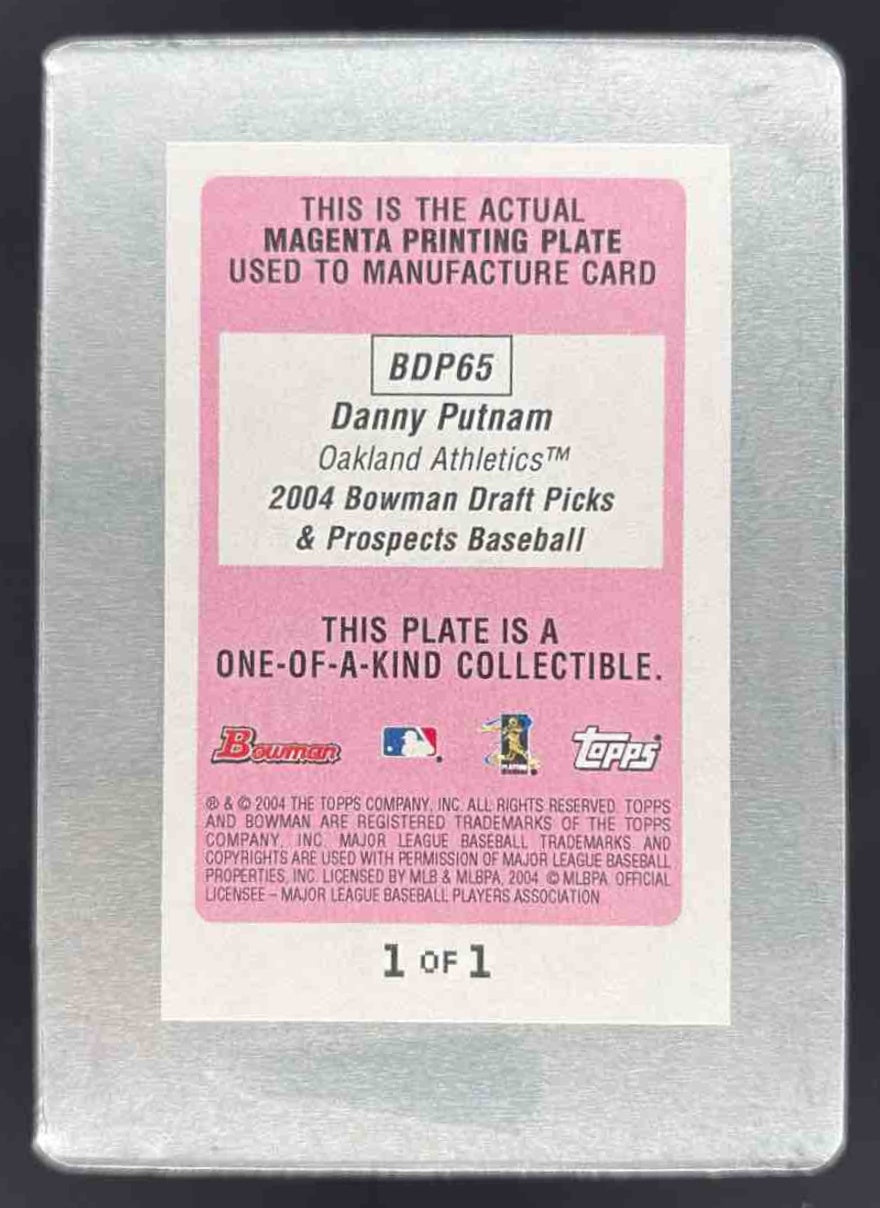 THIS IS THE ACTUAL
MAGENTA PRINTING PLATE
USED TO MANUFACTURE CARD
BDP65
Danny Putnam
Oakland Athletics™
2004 Bowman Draft Picks
& Prospects Baseball
THIS PLATE IS A
ONE-OF-A-KIND COLLECTIBLE.
Bowman topps
® & © 2004 THE TOPPS COMPANY, INC. ALL RIGHTS RESERVED. TOPPS
AND BOWMAN ARE REGISTERED TRADEMARKS OF THE TOPPS
COMPANY, INC. MAJOR LEAGUE BASEBALL TRADEMARKS AND
COPYRIGHTS ARE USED WITH PERMISSION OF MAJOR LEAGUE BASEBALL
PROPERTIES, INC. LICENSED BY MLB & MLBPA, 2004. © MLBPA. OFFICIAL
LICENSEE – MAJOR LEAGUE BASEBALL PLAYERS ASSOCIATION
1 OF 1